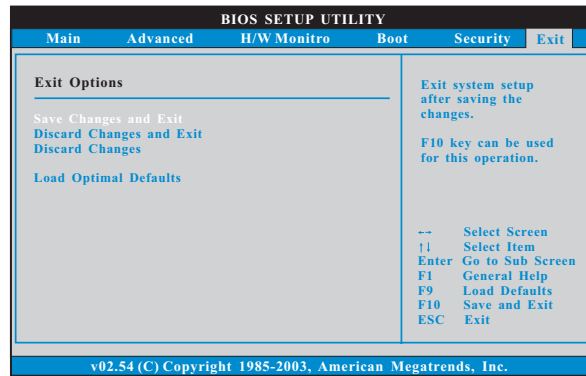 BIOS SETUP UTILITY
Main Advanced H/W Monitro Boot Security Exit
Exit Options
Save Changes and Exit
Discard Changes and Exit
Discard Changes
Load Optimal Defaults
Exit system setup
after saving the
changes.
F10 key can be used
for this operation.
←→ Select Screen
↑↓ Select Item
Enter Go to Sub Screen
F1 General Help
F9 Load Defaults
F10 Save and Exit
ESC Exit
v02.54 (C) Copyright 1985-2003, American Megatrends, Inc.